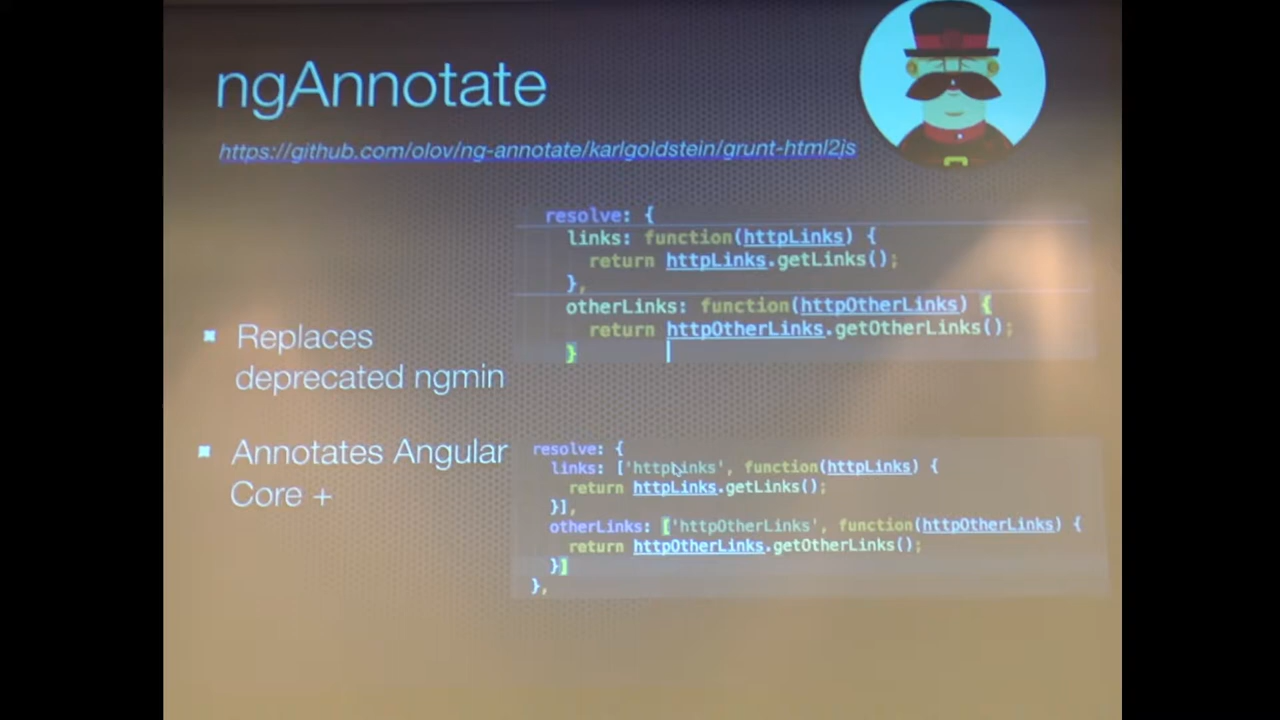 ngAnnotate
https://github.com/olov/ng-annotate/karlgoldstein/grunt-html2js
resolve: {
links: function(httpLinks) {
return httpLinks.getLinks();
},
otherLinks: function(httpOtherLinks) {
return httpOtherLinks.getOtherLinks();
}
Replaces
deprecated ngmin
Annotates Angular
Core +
resolve: {
links: ['httpLinks', function(httpLinks) {
return httpLinks.getLinks();
}],
otherLinks: ['httpOtherLinks', function(httpOtherLinks) {
return httpOtherLinks.getOtherLinks();
}]
},